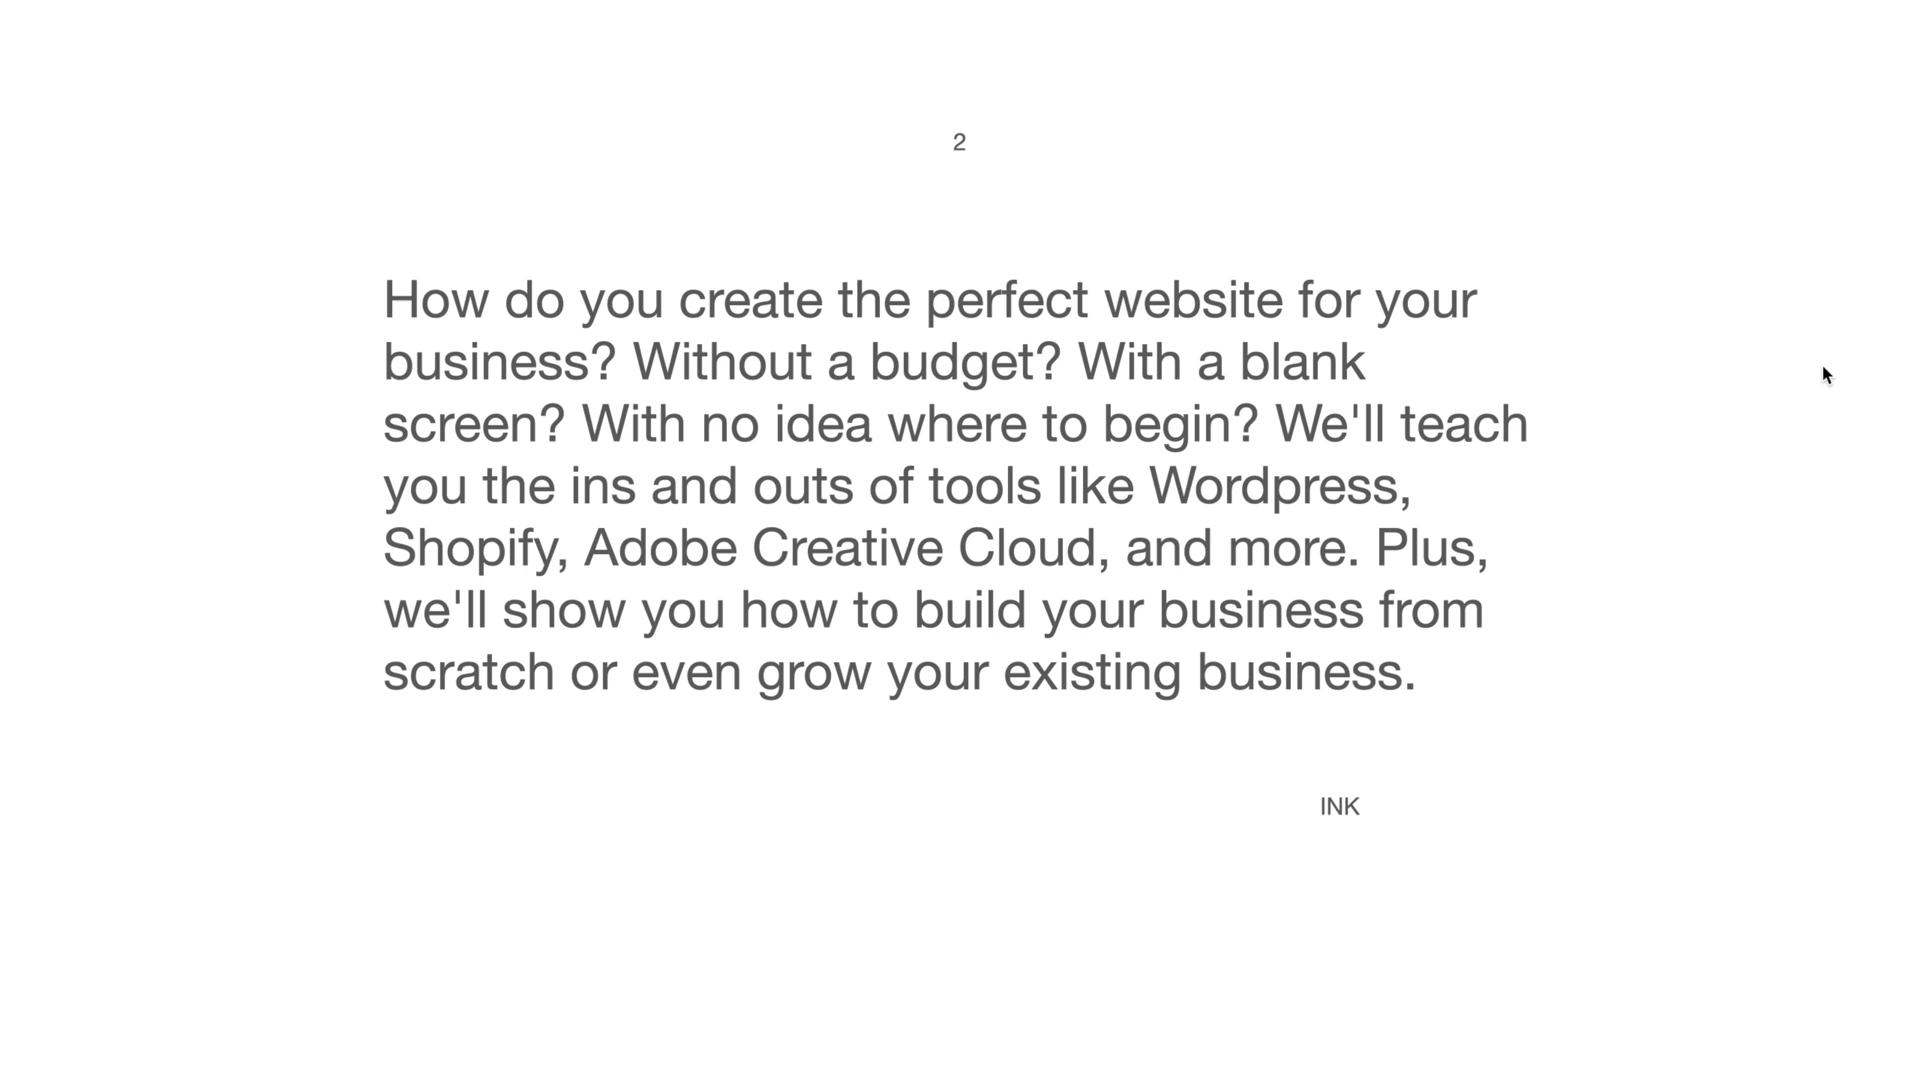 2
How do you create the perfect website for your
business? Without a budget? With a blank
screen? With no idea where to begin? We'll teach
you the ins and outs of tools like Wordpress,
Shopify, Adobe Creative Cloud, and more. Plus,
we'll show you how to build your business from
scratch or even grow your existing business.
INK